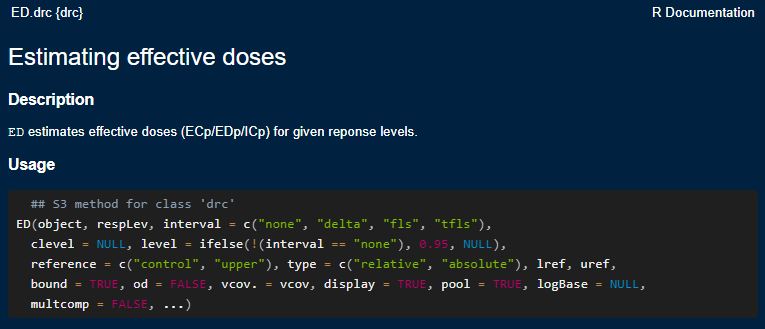 ED.drc {drc} R Documentation
Estimating effective doses
Description
ED estimates effective doses (ECp/EDp/ICp) for given reponse levels.
Usage
## S3 method for class 'drc'
ED(object, respLev, interval = c("none", "delta", "fls", "tfls"),
clevel = NULL, level = ifelse(!(interval == "none"), 0.95, NULL),
reference = c("control", "upper"), type = c("relative", "absolute"), lref, uref,
bound = TRUE, od = FALSE, vcov. = vcov, display = TRUE, pool = TRUE, logBase = NULL,
multcomp = FALSE, ...)